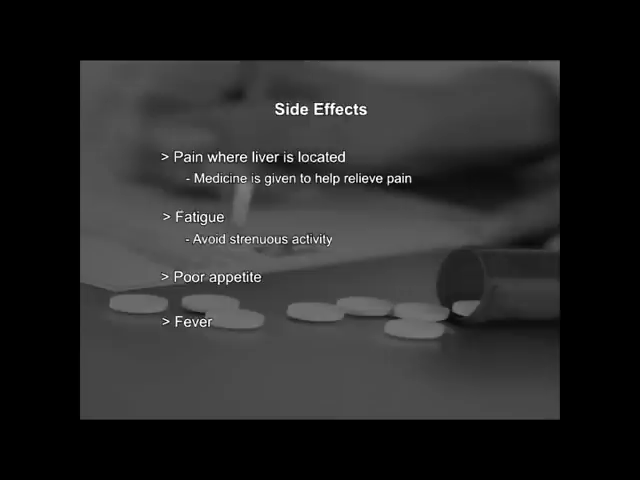 Side Effects
> Pain where liver is located
- Medicine is given to help relieve pain
> Fatigue
- Avoid strenuous activity
> Poor appetite
> Fever